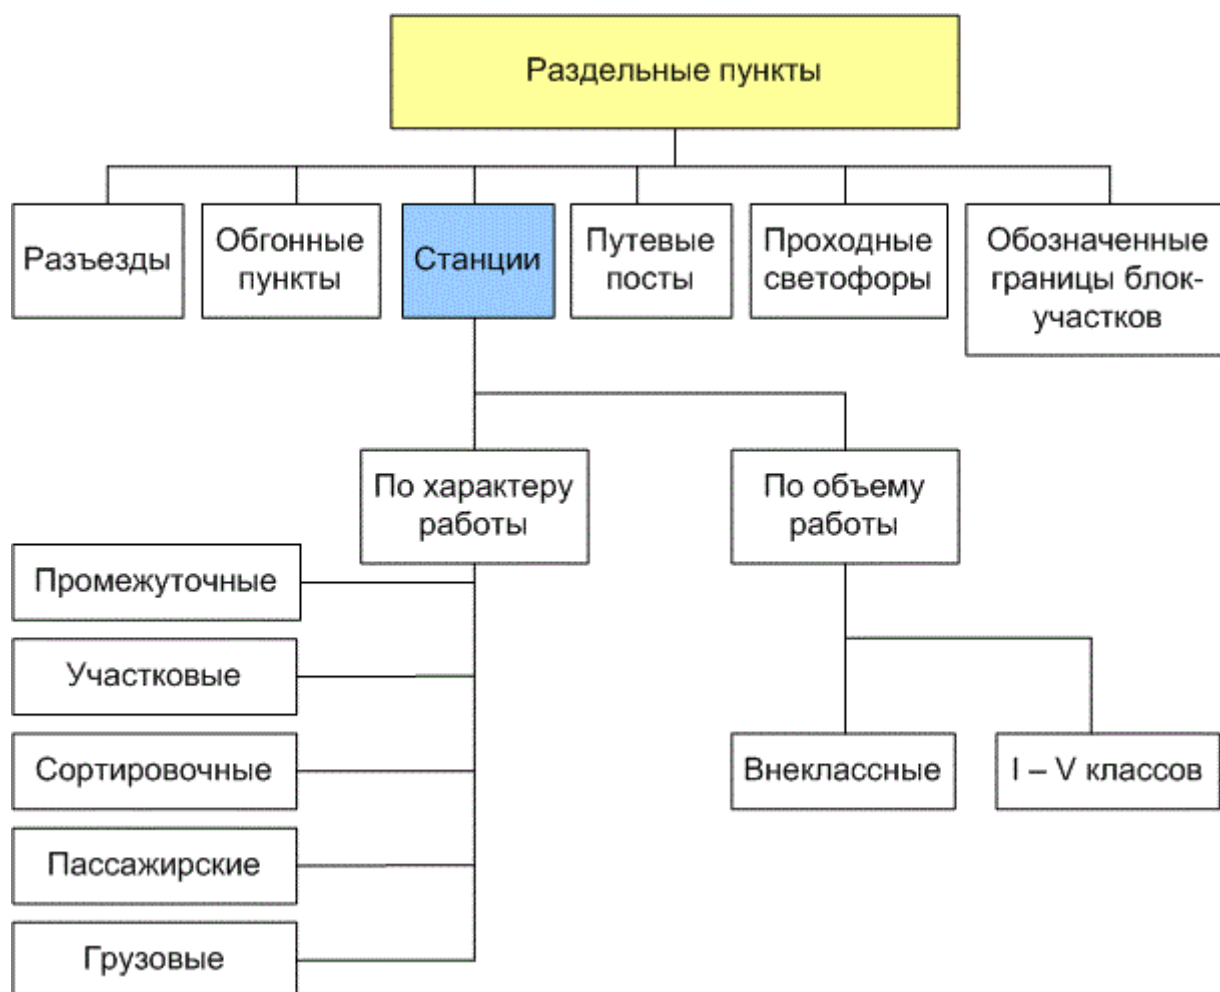 Раздельные пункты
Разъезды
Обгонные
пункты
Станции
Путевые
посты
Проходные
светофоры
Обозначенные
границы блок-
участков
По характеру
работы
По объему
работы
Промежуточные
Участковые
Сортировочные
Пассажирские
Грузовые
Внеклассные
I – V классов